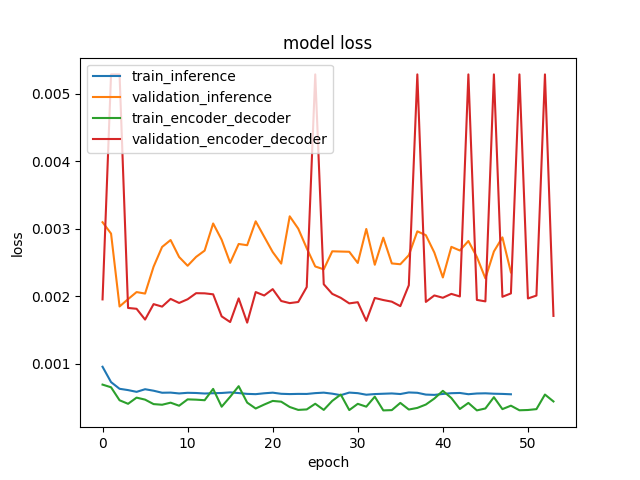 model loss
train_inference
validation_inference
train_encoder_decoder
validation_encoder_decoder
loss
0.005
0.004
0.003
0.002
0.001
0 10 20 30 40 50
epoch